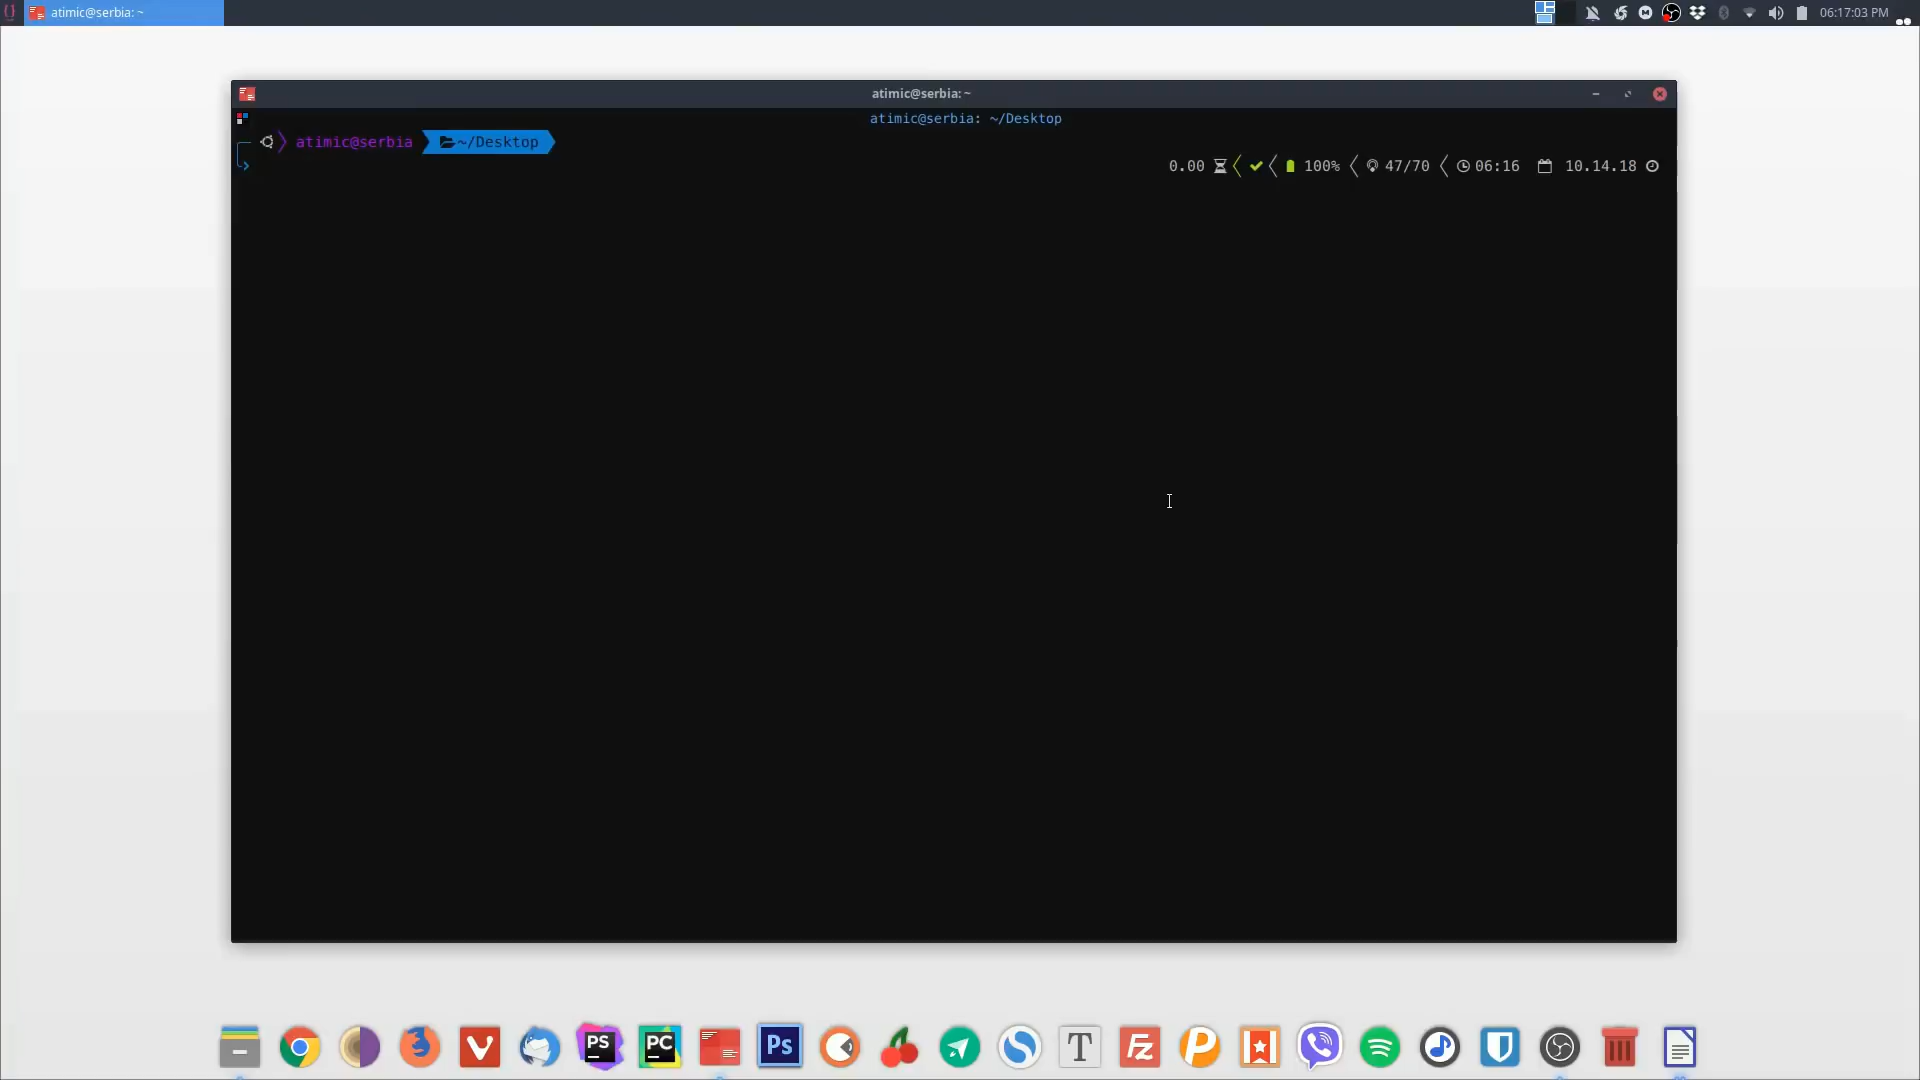 atimic@serbia: ~
06:17:03 PM
atimic@serbia: ~
atimic@serbia: ~/Desktop
atimic@serbia ~/Desktop
0.00 100% 47/70 06:16 10.14.18
PS PC Ps T Fz P